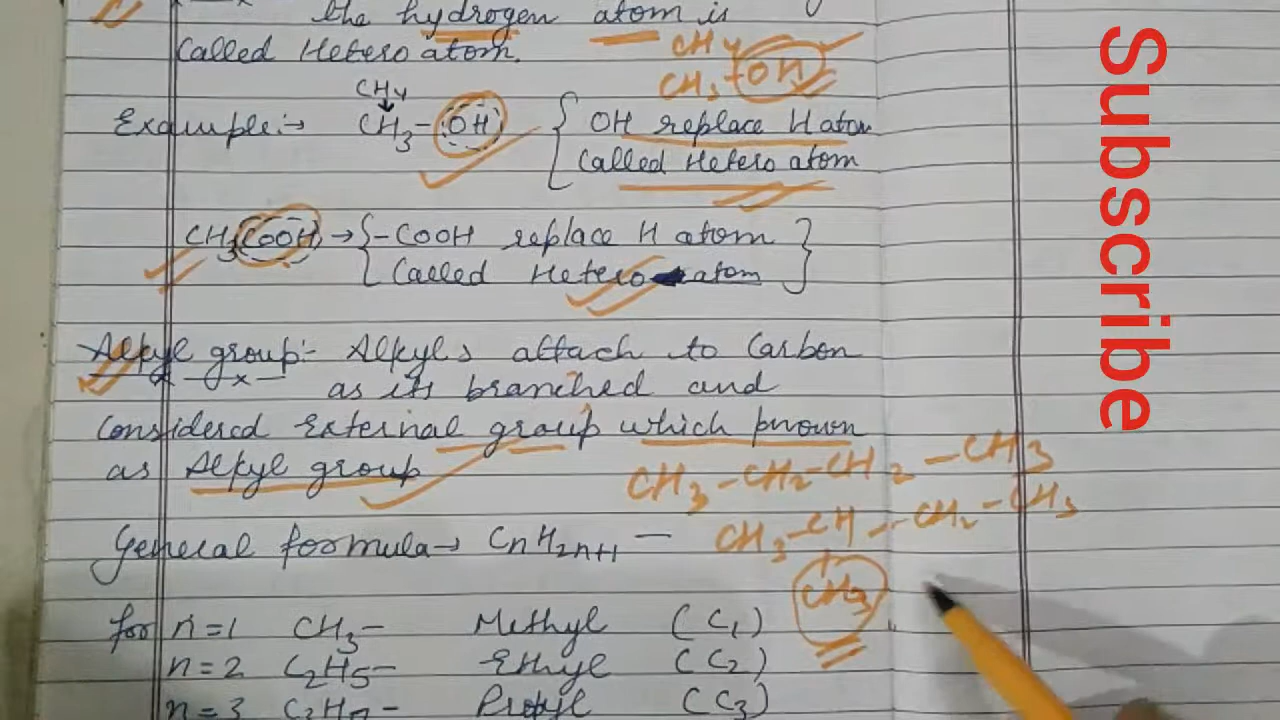 the hydrogen atom is
Called Hetero atom.
CH4
CH3-OH
CH4
Example:→ CH3-OH { OH replace H atom
Called Hetero atom
CH3COOH → {-COOH replace H atom }
Called Hetero atom
Alkyl group:- Alkyls attach to Carbon
as its branched and
Considered External group which known
as Alkyl group
CH3-CH2-CH2-CH3
General formula→ CnH2n+1 —
CH3-CH-CH2-CH3
CH3
for n=1 CH3- Methyl (C1)
n=2 C2H5- Ethyl (C2)
n=3 Propyl (C3)
Subscribe